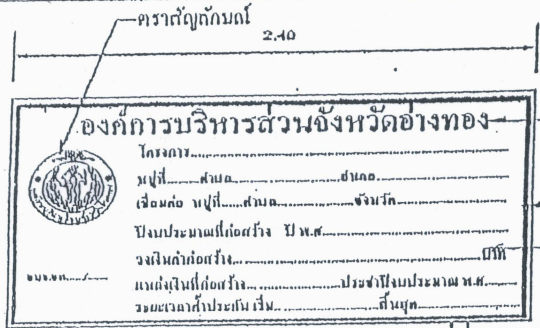 ตราสัญลักษณ์
2.40
องค์การบริหารส่วนจังหวัดอ่างทอง
โครงการ..............................
หมู่ที่..........ตำบล....................อำเภอ..............................
เชื่อมต่อ หมู่ที่.......ตำบล....................จังหวัด..............................
ปีงบประมาณที่ก่อสร้าง ปี พ.ศ...............................
วงเงินค่าก่อสร้าง..............................บาท
แหล่งเงินที่ก่อสร้าง....................ประจำปีงบประมาณ พ.ศ..........
ระยะเวลาค้ำประกัน เริ่ม....................สิ้นสุด....................